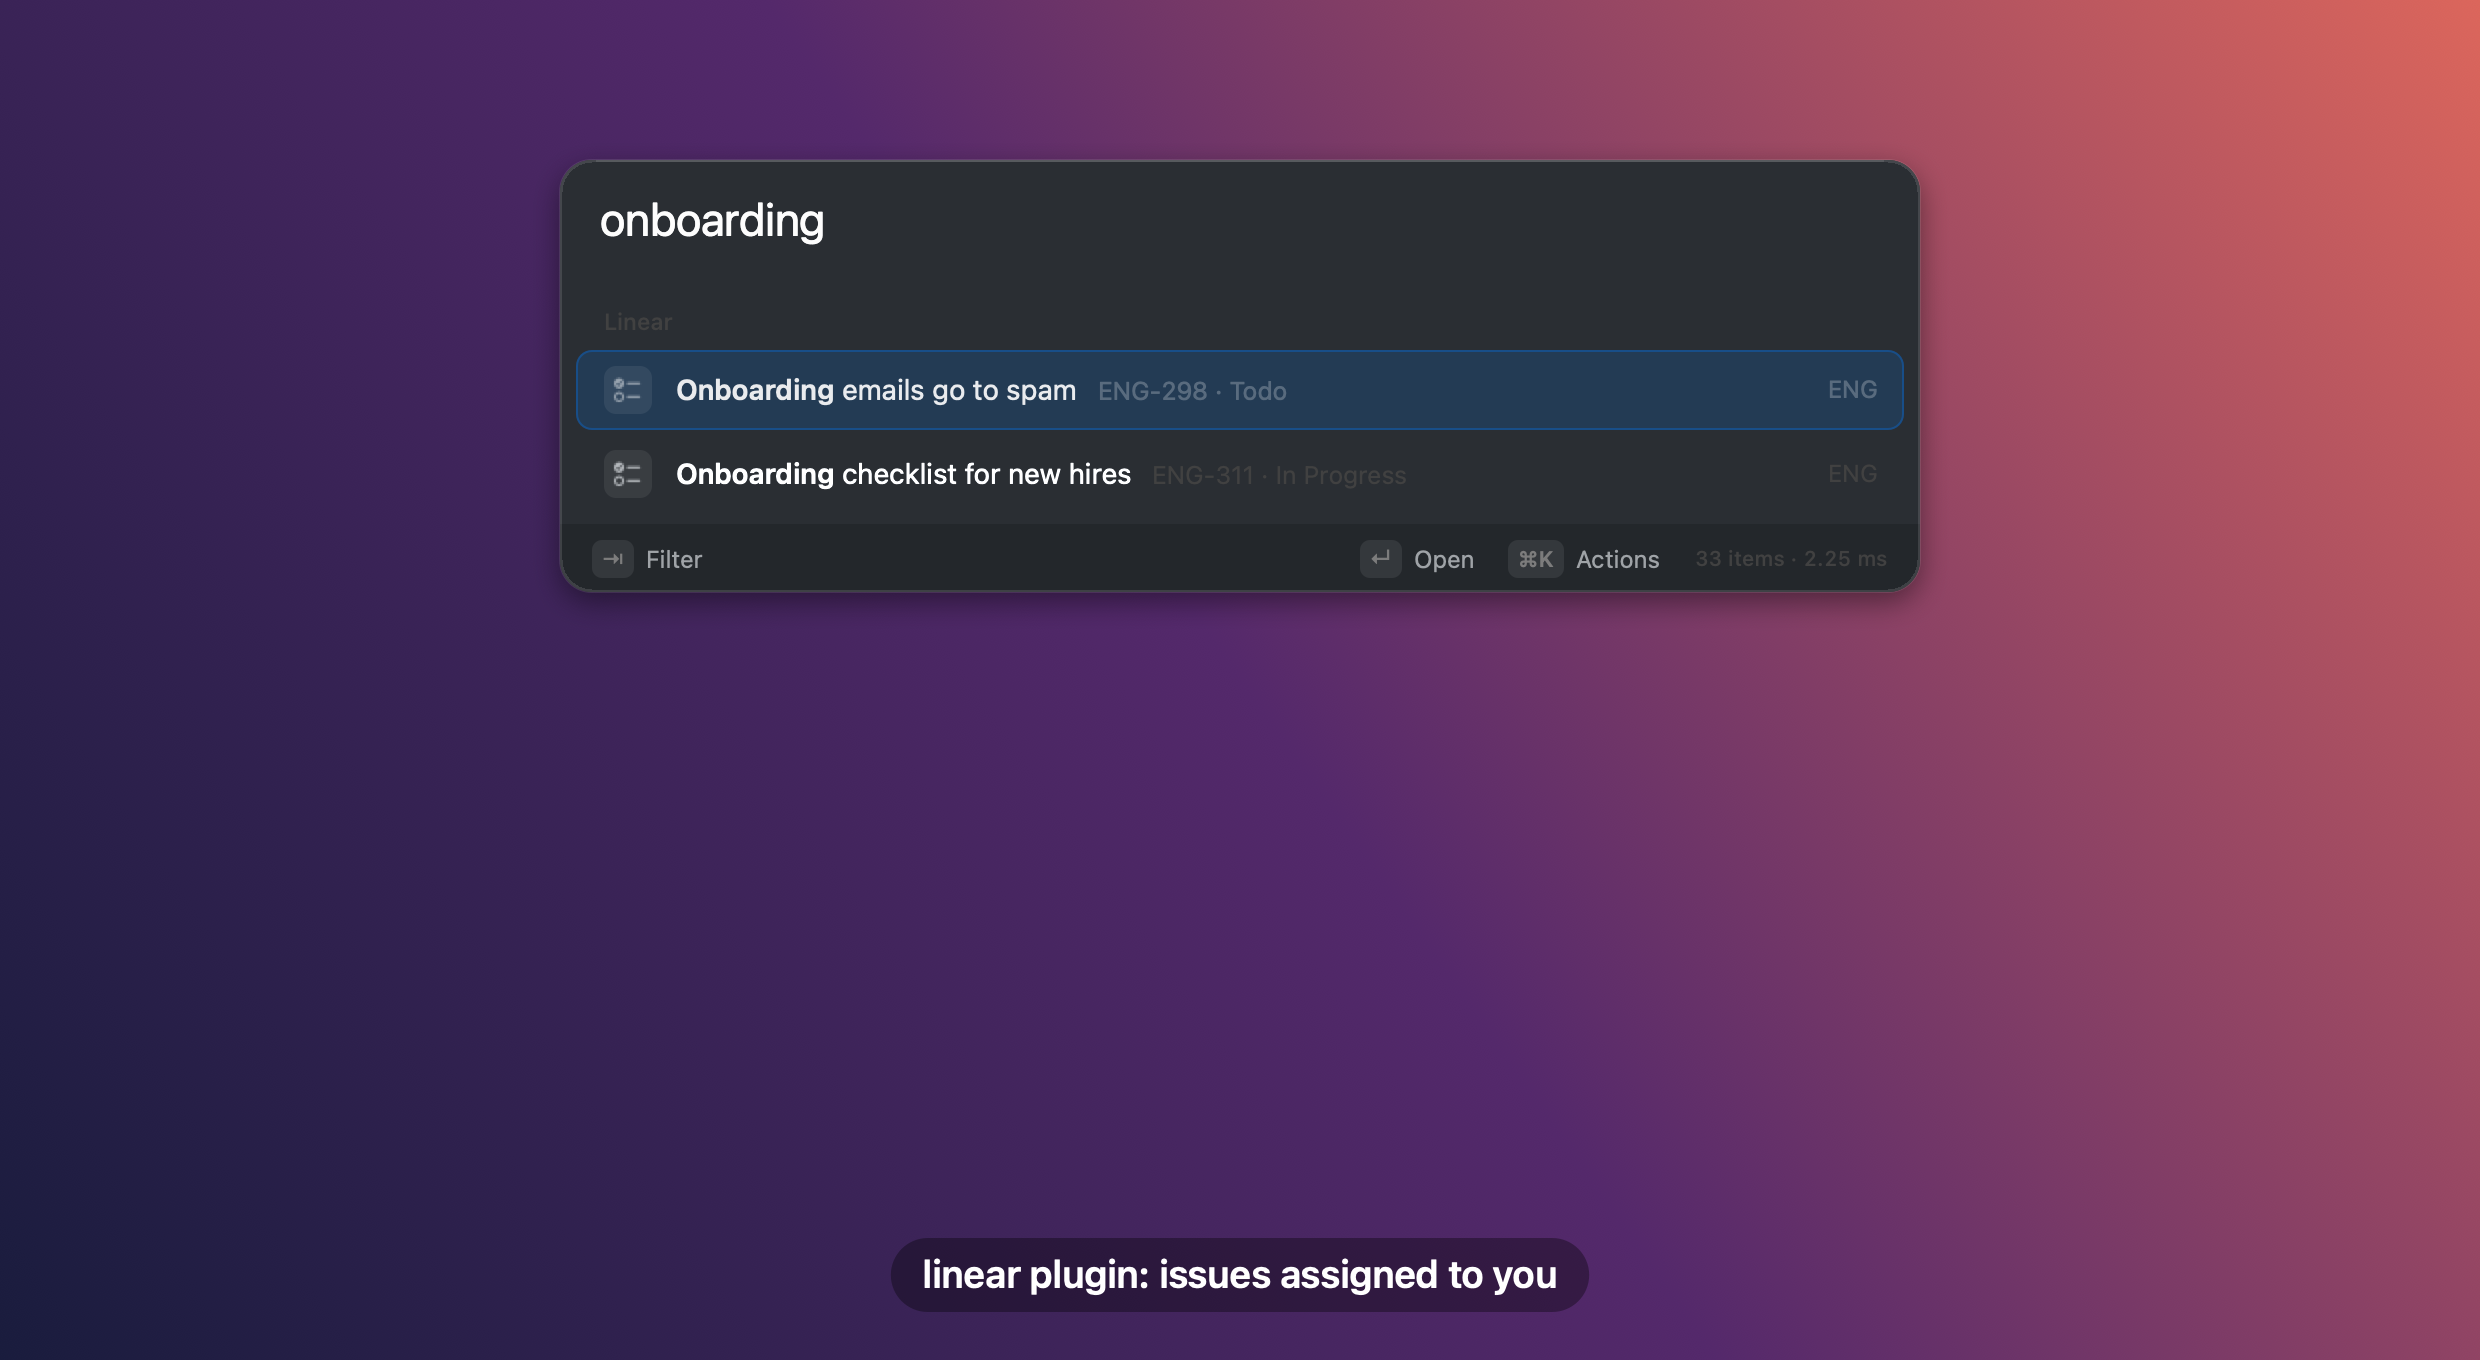 onboarding
Linear
Onboarding emails go to spam ENG-298 · Todo ENG
Onboarding checklist for new hires ENG-311 · In Progress ENG
Filter Open ⌘K Actions 33 items · 2.25 ms
linear plugin: issues assigned to you